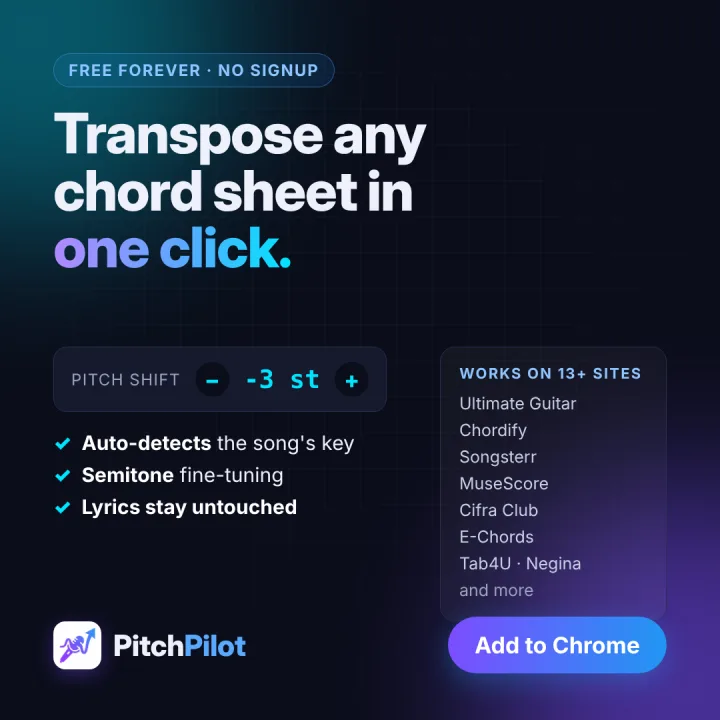 FREE FOREVER · NO SIGNUP
Transpose any
chord sheet in
one click.
PITCH SHIFT − -3 st +
✓ Auto-detects the song's key
✓ Semitone fine-tuning
✓ Lyrics stay untouched
WORKS ON 13+ SITES
Ultimate Guitar
Chordify
Songsterr
MuseScore
Cifra Club
E-Chords
Tab4U · Negina
and more
PitchPilot
Add to Chrome